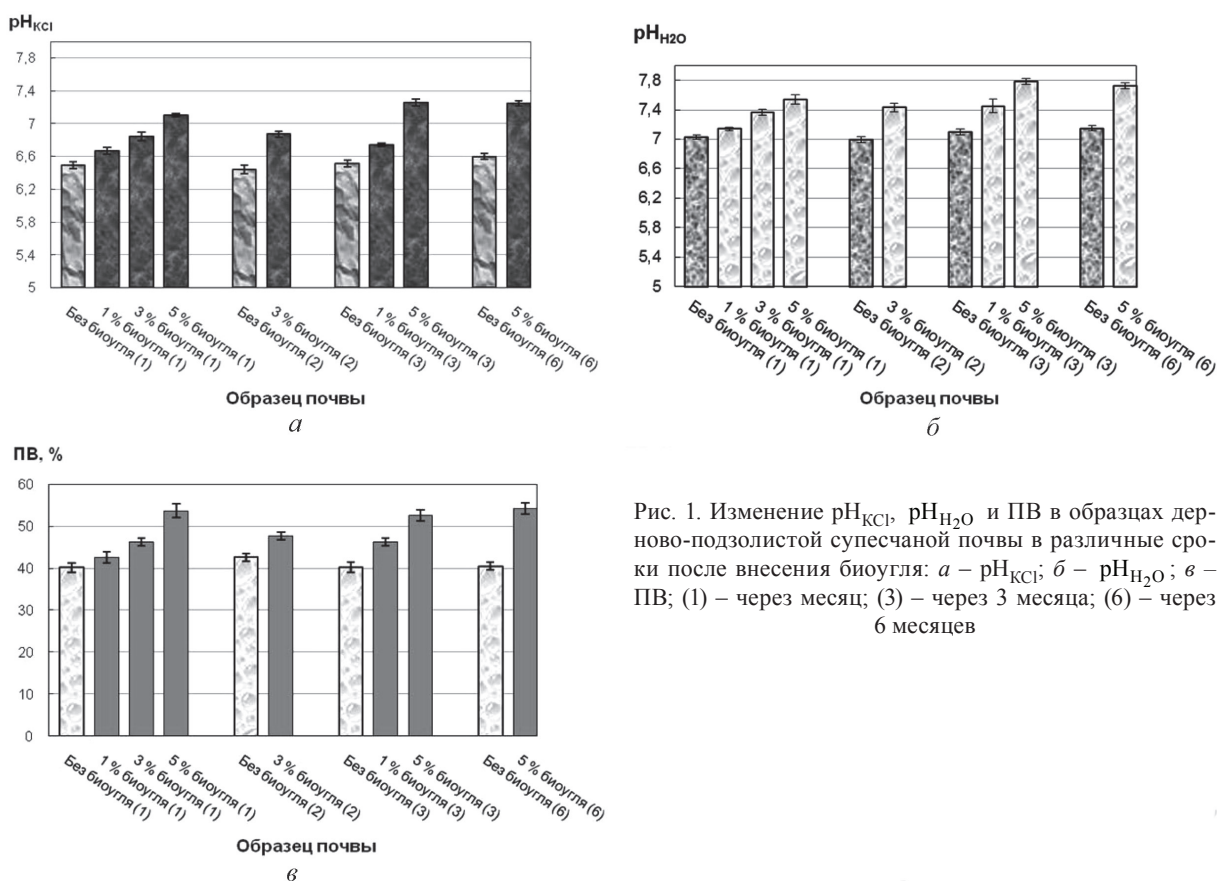 pH_KCl
7,8
7,4
7
6,6
6,2
5,8
5,4
5
Без биоугля (1)
1 % биоугля (1)
3 % биоугля (1)
5 % биоугля (1)
Без биоугля (2)
3 % биоугля (2)
Без биоугля (3)
1 % биоугля (3)
5 % биоугля (3)
Без биоугля (6)
5 % биоугля (6)
Образец почвы
а
pH_H2O
7,8
7,4
7
6,6
6,2
5,8
5,4
5
Без биоугля (1)
1 % биоугля (1)
3 % биоугля (1)
5 % биоугля (1)
Без биоугля (2)
3 % биоугля (2)
Без биоугля (3)
1 % биоугля (3)
5 % биоугля (3)
Без биоугля (6)
5 % биоугля (6)
Образец почвы
б
ПВ, %
60
50
40
30
20
10
0
Без биоугля (1)
1 % биоугля (1)
3 % биоугля (1)
5 % биоугля (1)
Без биоугля (2)
3 % биоугля (2)
Без биоугля (3)
1 % биоугля (3)
5 % биоугля (3)
Без биоугля (6)
5 % биоугля (6)
Образец почвы
в
Рис. 1. Изменение pH_KCl, pH_H2O и ПВ в образцах дер-
ново-подзолистой супесчаной почвы в различные сро-
ки после внесения биоугля: а – pH_KCl; б – pH_H2O; в –
ПВ; (1) – через месяц; (3) – через 3 месяца; (6) – через
6 месяцев